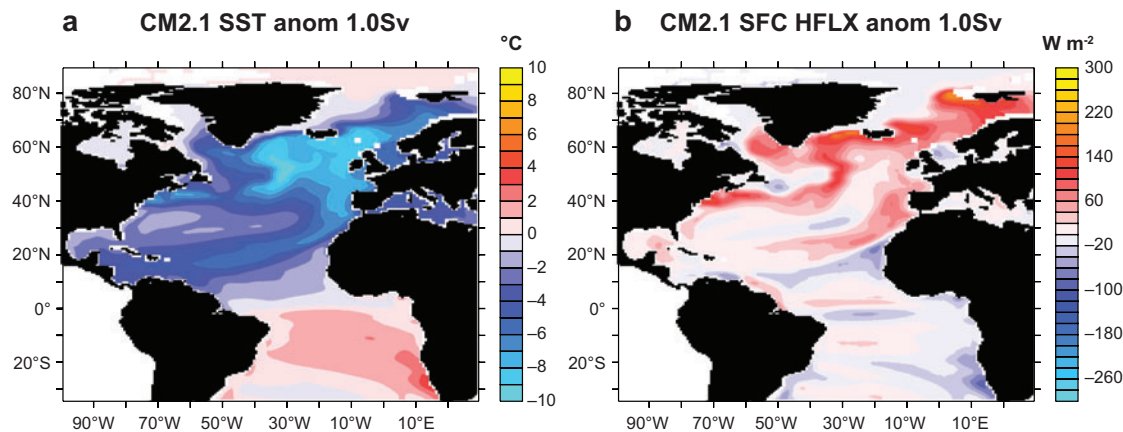 a CM2.1 SST anom 1.0Sv
°C
10
8
6
4
2
0
−2
−4
−6
−8
−10
80°N
60°N
40°N
20°N
0°
20°S
90°W 70°W 50°W 30°W 10°W 10°E
b CM2.1 SFC HFLX anom 1.0Sv
W m-2
300
220
140
60
−20
−100
−180
−260
80°N
60°N
40°N
20°N
0°
20°S
90°W 70°W 50°W 30°W 10°W 10°E